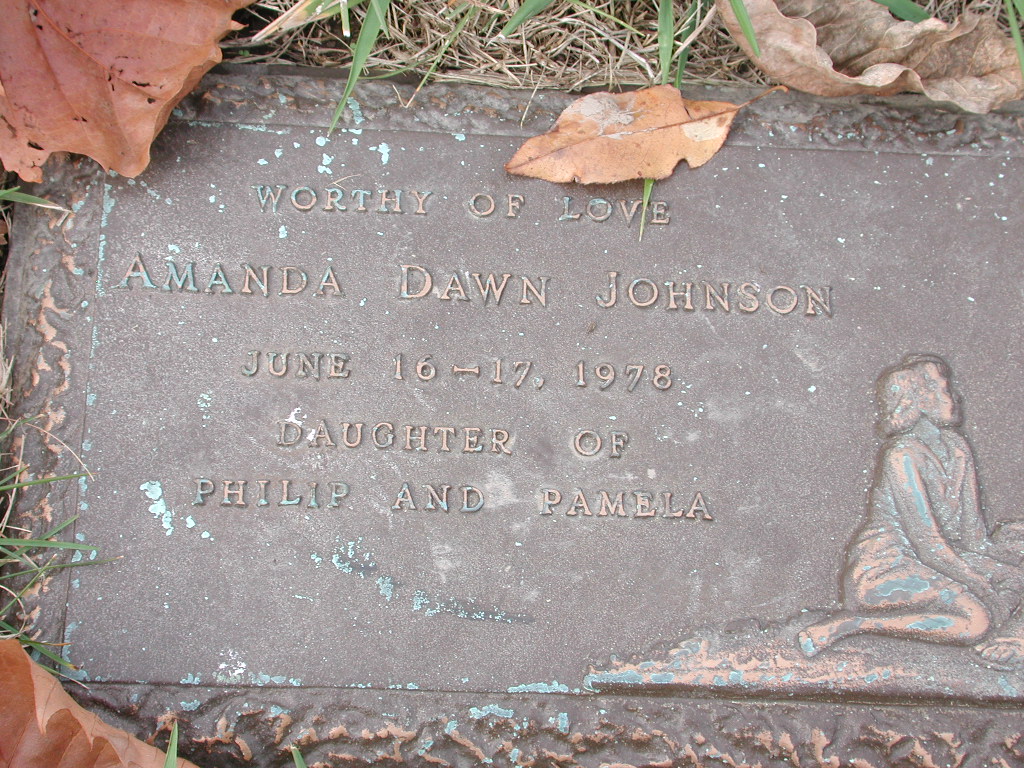 WORTHY OF LOVE
AMANDA DAWN JOHNSON
JUNE 16-17, 1978
DAUGHTER OF
PHILIP AND PAMELA